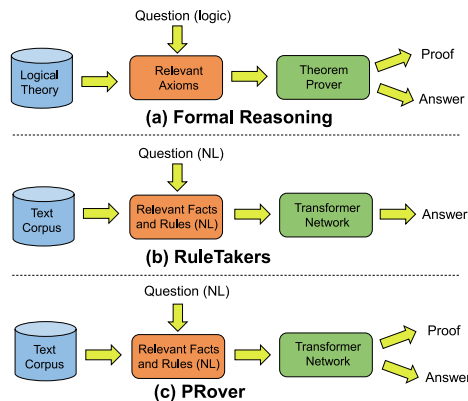 Question (logic)
Logical
Theory
Relevant
Axioms
Theorem
Prover
Proof
Answer
(a) Formal Reasoning
Question (NL)
Text
Corpus
Relevant Facts
and Rules (NL)
Transformer
Network
Answer
(b) RuleTakers
Question (NL)
Text
Corpus
Relevant Facts
and Rules (NL)
Transformer
Network
Proof
Answer
(c) PRover